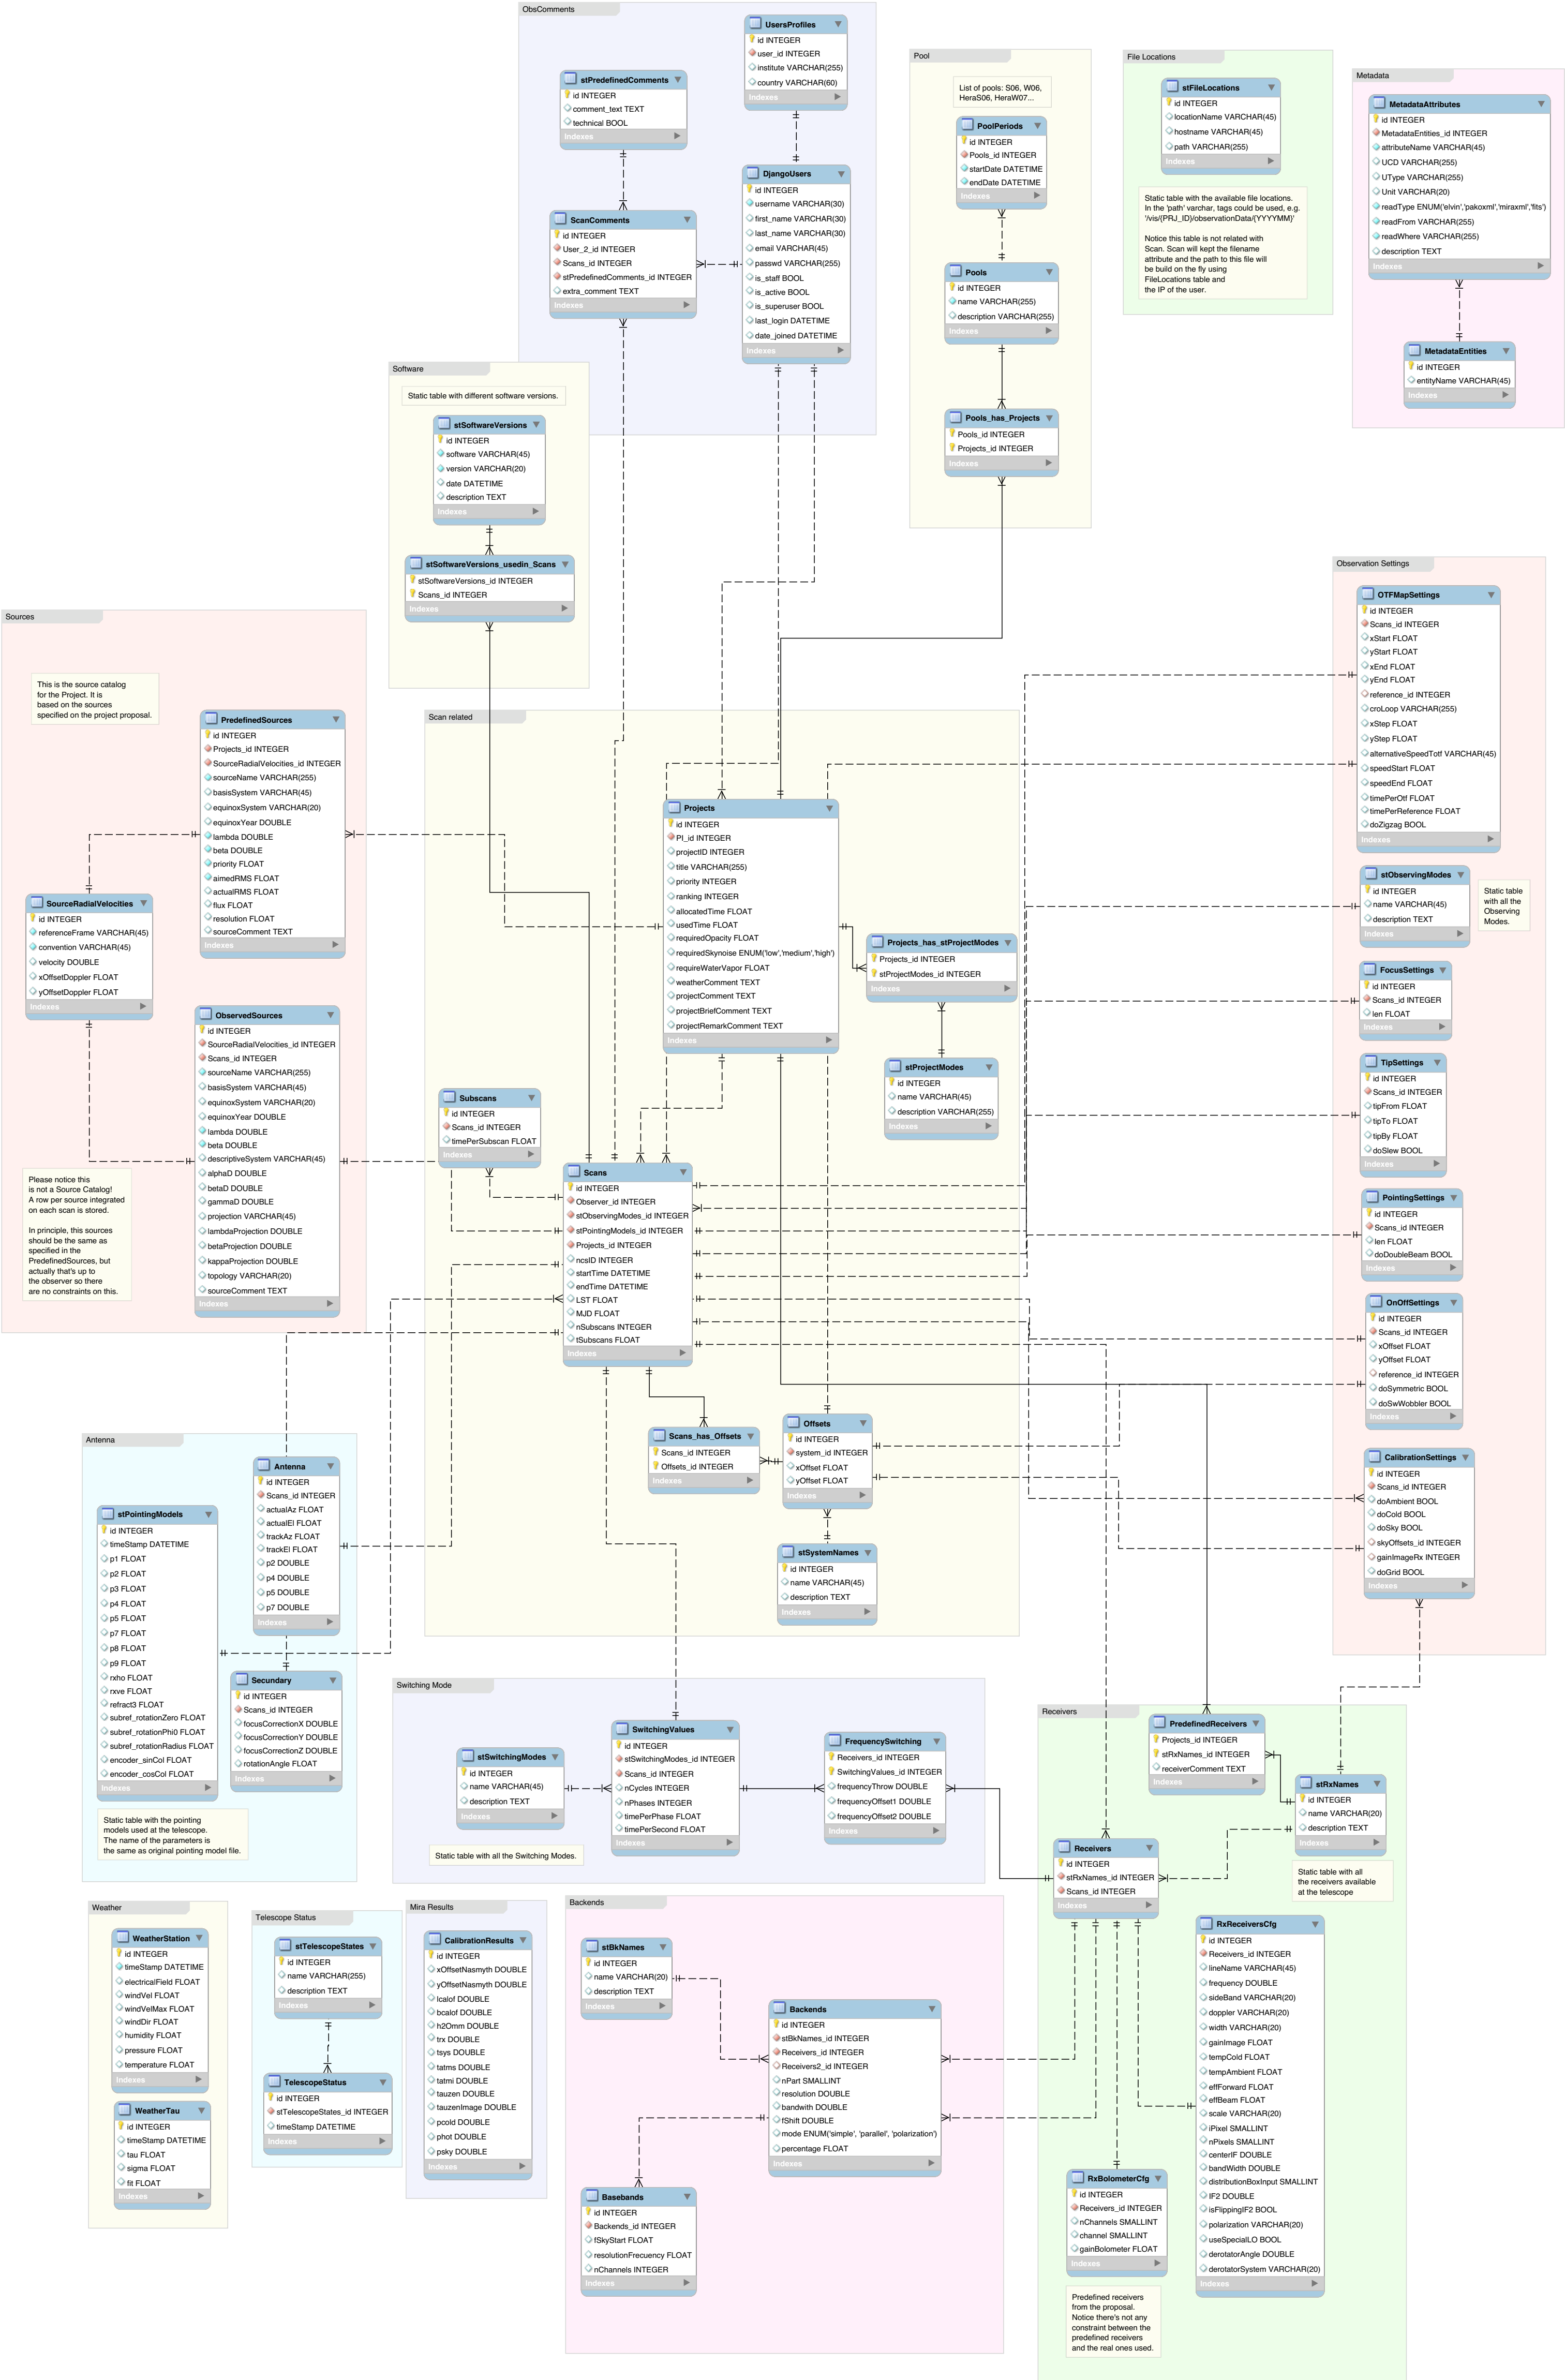 ObsComments
UsersProfiles
id INTEGER
user_id INTEGER
institute VARCHAR(255)
country VARCHAR(60)
Indexes
stPredefinedComments
id INTEGER
comment_text TEXT
technical BOOL
Indexes
DjangoUsers
id INTEGER
username VARCHAR(30)
first_name VARCHAR(30)
last_name VARCHAR(30)
email VARCHAR(45)
passwd VARCHAR(255)
is_staff BOOL
is_active BOOL
is_superuser BOOL
last_login DATETIME
date_joined DATETIME
Indexes
ScanComments
id INTEGER
User_2_id INTEGER
Scans_id INTEGER
stPredefinedComments_id INTEGER
extra_comment TEXT
Indexes
Pool
List of pools: S06, W06,
HeraS06, HeraW07...
PoolPeriods
id INTEGER
Pools_id INTEGER
startDate DATETIME
endDate DATETIME
Indexes
Pools
id INTEGER
name VARCHAR(255)
description VARCHAR(255)
Indexes
Pools_has_Projects
Pools_id INTEGER
Projects_id INTEGER
Indexes
File Locations
stFileLocations
id INTEGER
locationName VARCHAR(45)
hostname VARCHAR(45)
path VARCHAR(255)
Indexes
Static table with the available file locations.
In the 'path' varchar, tags could be used, e.g.
'/vis/{PRJ_ID}/observationData/{YYYYMM}'
Notice this table is not related with
Scan. Scan will kept the filename
attribute and the path to this file will
be build on the fly using
FileLocations table and
the IP of the user.
Metadata
MetadataAttributes
id INTEGER
MetadataEntities_id INTEGER
attributeName VARCHAR(45)
UCD VARCHAR(255)
UType VARCHAR(255)
Unit VARCHAR(20)
readType ENUM('elvin','pakoxml','miraxml','fits')
readFrom VARCHAR(255)
readWhere VARCHAR(255)
description TEXT
Indexes
MetadataEntities
id INTEGER
entityName VARCHAR(45)
Indexes
Software
Static table with different software versions.
stSoftwareVersions
id INTEGER
software VARCHAR(45)
version VARCHAR(20)
date DATETIME
description TEXT
Indexes
stSoftwareVersions_usedin_Scans
stSoftwareVersions_id INTEGER
Scans_id INTEGER
Indexes
Sources
This is the source catalog
for the Project. It is
based on the sources
specified on the project proposal.
PredefinedSources
id INTEGER
Projects_id INTEGER
SourceRadialVelocities_id INTEGER
sourceName VARCHAR(255)
basisSystem VARCHAR(45)
equinoxSystem VARCHAR(20)
equinoxYear DOUBLE
lambda DOUBLE
beta DOUBLE
priority FLOAT
aimedRMS FLOAT
actualRMS FLOAT
flux FLOAT
resolution FLOAT
sourceComment TEXT
Indexes
SourceRadialVelocities
id INTEGER
referenceFrame VARCHAR(45)
convention VARCHAR(45)
velocity DOUBLE
xOffsetDoppler FLOAT
yOffsetDoppler FLOAT
Indexes
ObservedSources
id INTEGER
SourceRadialVelocities_id INTEGER
Scans_id INTEGER
sourceName VARCHAR(255)
basisSystem VARCHAR(45)
equinoxSystem VARCHAR(20)
equinoxYear DOUBLE
lambda DOUBLE
beta DOUBLE
descriptiveSystem VARCHAR(45)
alphaD DOUBLE
betaD DOUBLE
gammaD DOUBLE
projection VARCHAR(45)
lambdaProjection DOUBLE
betaProjection DOUBLE
kappaProjection DOUBLE
topology VARCHAR(20)
sourceComment TEXT
Indexes
Please notice this
is not a Source Catalog!
A row per source integrated
on each scan is stored.
In principle, this sources
should be the same as
specified in the
PredefinedSources, but
actually that's up to
the observer so there
are no constraints on this.
Scan related
Projects
id INTEGER
PI_id INTEGER
projectID INTEGER
title VARCHAR(255)
priority INTEGER
ranking INTEGER
allocatedTime FLOAT
usedTime FLOAT
requiredOpacity FLOAT
requiredSkynoise ENUM('low','medium','high')
requireWaterVapor FLOAT
weatherComment TEXT
projectComment TEXT
projectBriefComment TEXT
projectRemarkComment TEXT
Indexes
Projects_has_stProjectModes
Projects_id INTEGER
stProjectModes_id INTEGER
Indexes
stProjectModes
id INTEGER
name VARCHAR(45)
description VARCHAR(255)
Indexes
Subscans
id INTEGER
Scans_id INTEGER
timePerSubscan FLOAT
Indexes
Scans
id INTEGER
Observer_id INTEGER
stObservingModes_id INTEGER
stPointingModels_id INTEGER
Projects_id INTEGER
ncsID INTEGER
startTime DATETIME
endTime DATETIME
LST FLOAT
MJD FLOAT
nSubscans INTEGER
tSubscans FLOAT
Indexes
Scans_has_Offsets
Scans_id INTEGER
Offsets_id INTEGER
Indexes
Offsets
id INTEGER
system_id INTEGER
xOffset FLOAT
yOffset FLOAT
Indexes
stSystemNames
id INTEGER
name VARCHAR(45)
description TEXT
Indexes
Observation Settings
OTFMapSettings
id INTEGER
Scans_id INTEGER
xStart FLOAT
yStart FLOAT
xEnd FLOAT
yEnd FLOAT
reference_id INTEGER
croLoop VARCHAR(255)
xStep FLOAT
yStep FLOAT
alternativeSpeedTotf VARCHAR(45)
speedStart FLOAT
speedEnd FLOAT
timePerOtf FLOAT
timePerReference FLOAT
doZigzag BOOL
Indexes
stObservingModes
id INTEGER
name VARCHAR(45)
description TEXT
Indexes
Static table
with all the
Observing
Modes.
FocusSettings
id INTEGER
Scans_id INTEGER
len FLOAT
Indexes
TipSettings
id INTEGER
Scans_id INTEGER
tipFrom FLOAT
tipTo FLOAT
tipBy FLOAT
doSlew BOOL
Indexes
PointingSettings
id INTEGER
Scans_id INTEGER
len FLOAT
doDoubleBeam BOOL
Indexes
OnOffSettings
id INTEGER
Scans_id INTEGER
xOffset FLOAT
yOffset FLOAT
reference_id INTEGER
doSymmetric BOOL
doSwWobbler BOOL
Indexes
CalibrationSettings
id INTEGER
Scans_id INTEGER
doAmbient BOOL
doCold BOOL
doSky BOOL
skyOffsets_id INTEGER
gainImageRx INTEGER
doGrid BOOL
Indexes
Antenna
Antenna
id INTEGER
Scans_id INTEGER
actualAz FLOAT
actualEl FLOAT
trackAz FLOAT
trackEl FLOAT
p2 DOUBLE
p4 DOUBLE
p5 DOUBLE
p7 DOUBLE
Indexes
stPointingModels
id INTEGER
timeStamp DATETIME
p1 FLOAT
p2 FLOAT
p3 FLOAT
p4 FLOAT
p5 FLOAT
p7 FLOAT
p8 FLOAT
p9 FLOAT
rxho FLOAT
rxve FLOAT
refract3 FLOAT
subref_rotationZero FLOAT
subref_rotationPhi0 FLOAT
subref_rotationRadius FLOAT
encoder_sinCol FLOAT
encoder_cosCol FLOAT
Indexes
Secundary
id INTEGER
Scans_id INTEGER
focusCorrectionX DOUBLE
focusCorrectionY DOUBLE
focusCorrectionZ DOUBLE
rotationAngle FLOAT
Indexes
Static table with the pointing
models used at the telescope.
The name of the parameters is
the same as original pointing model file.
Switching Mode
stSwitchingModes
id INTEGER
name VARCHAR(45)
description TEXT
Indexes
SwitchingValues
id INTEGER
stSwitchingModes_id INTEGER
Scans_id INTEGER
nCycles INTEGER
nPhases INTEGER
timePerPhase FLOAT
timePerSecond FLOAT
Indexes
FrequencySwitching
Receivers_id INTEGER
SwitchingValues_id INTEGER
frequencyThrow DOUBLE
frequencyOffset1 DOUBLE
frequencyOffset2 DOUBLE
Indexes
Static table with all the Switching Modes.
Receivers
PredefinedReceivers
Projects_id INTEGER
stRxNames_id INTEGER
receiverComment TEXT
Indexes
stRxNames
id INTEGER
name VARCHAR(20)
description TEXT
Indexes
Static table with all
the receivers available
at the telescope
Receivers
id INTEGER
stRxNames_id INTEGER
Scans_id INTEGER
Indexes
RxReceiversCfg
id INTEGER
Receivers_id INTEGER
lineName VARCHAR(45)
frequency DOUBLE
sideBand VARCHAR(20)
doppler VARCHAR(20)
width VARCHAR(20)
gainImage FLOAT
tempCold FLOAT
tempAmbient FLOAT
effForward FLOAT
effBeam FLOAT
scale VARCHAR(20)
iPixel SMALLINT
nPixels SMALLINT
centerIF DOUBLE
bandWidth DOUBLE
distributionBoxInput SMALLINT
IF2 DOUBLE
isFlippingIF2 BOOL
polarization VARCHAR(20)
useSpecialLO BOOL
derotatorAngle DOUBLE
derotatorSystem VARCHAR(20)
Indexes
RxBolometerCfg
id INTEGER
Receivers_id INTEGER
nChannels SMALLINT
channel SMALLINT
gainBolometer FLOAT
Indexes
Predefined receivers
from the proposal.
Notice there's not any
constraint between the
predefined receivers
and the real ones used.
Weather
WeatherStation
id INTEGER
timeStamp DATETIME
electricalField FLOAT
windVel FLOAT
windVelMax FLOAT
windDir FLOAT
humidity FLOAT
pressure FLOAT
temperature FLOAT
Indexes
WeatherTau
id INTEGER
timeStamp DATETIME
tau FLOAT
sigma FLOAT
fit FLOAT
Indexes
Telescope Status
stTelescopeStates
id INTEGER
name VARCHAR(255)
description TEXT
Indexes
TelescopeStatus
id INTEGER
stTelescopeStates_id INTEGER
timeStamp DATETIME
Indexes
Mira Results
CalibrationResults
id INTEGER
xOffsetNasmyth DOUBLE
yOffsetNasmyth DOUBLE
lcalof DOUBLE
bcalof DOUBLE
h2Omm DOUBLE
trx DOUBLE
tsys DOUBLE
tatms DOUBLE
tatmi DOUBLE
tauzen DOUBLE
tauzenImage DOUBLE
pcold DOUBLE
phot DOUBLE
psky DOUBLE
Indexes
Backends
stBkNames
id INTEGER
name VARCHAR(20)
description TEXT
Indexes
Backends
id INTEGER
stBkNames_id INTEGER
Receivers_id INTEGER
Receivers2_id INTEGER
nPart SMALLINT
resolution DOUBLE
bandwith DOUBLE
fShift DOUBLE
mode ENUM('simple', 'parallel', 'polarization')
percentage FLOAT
Indexes
Basebands
id INTEGER
Backends_id INTEGER
fSkyStart FLOAT
resolutionFrecuency FLOAT
nChannels INTEGER
Indexes